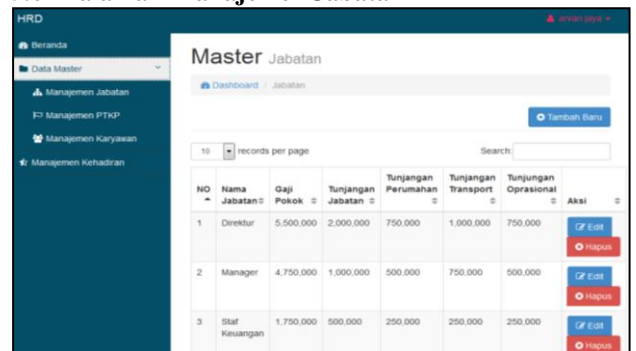 HRD
arvan jaya
Beranda
Data Master
Manajemen Jabatan
Manajemen PTKP
Manajemen Karyawan
Manajemen Kehadiran
Master Jabatan
Dashboard / Jabatan
Tambah Baru
10 records per page
Search:
NO Nama Jabatan Gaji Pokok Tunjangan Jabatan Tunjangan Perumahan Tunjangan Transport Tunjungan Oprasional Aksi
1 Direktur 5,500,000 2,000,000 750,000 1,000,000 750,000 Edit
Hapus
2 Manager 4,750,000 1,000,000 500,000 750,000 500,000 Edit
Hapus
3 Staf Keuangan 1,750,000 500,000 250,000 250,000 250,000 Edit
Hapus